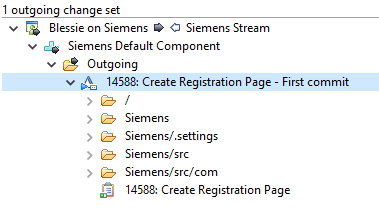 1 outgoing change set
Blessie on Siemens Siemens Stream
Siemens Default Component
Outgoing
14588: Create Registration Page - First commit
/
Siemens
Siemens/.settings
Siemens/src
Siemens/src/com
14588: Create Registration Page